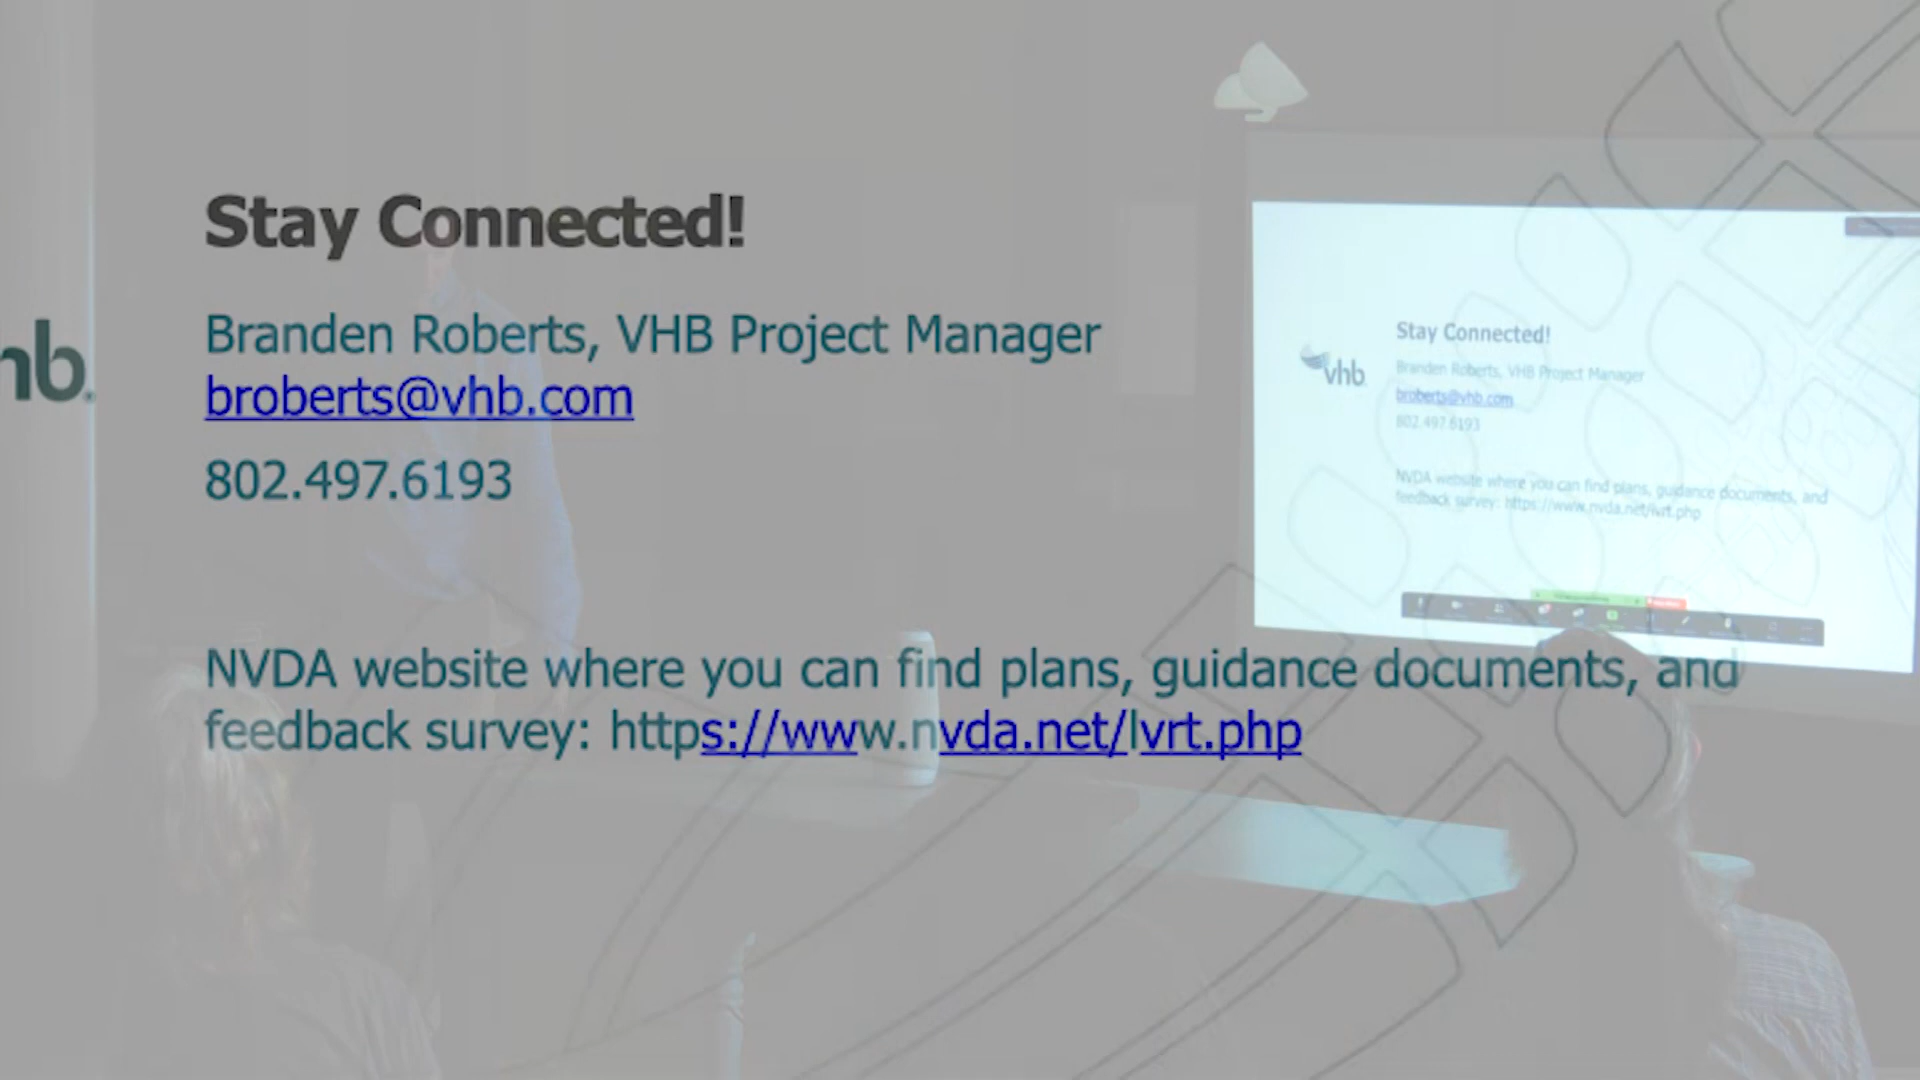 Stay Connected!
Branden Roberts, VHB Project Manager
broberts@vhb.com
802.497.6193
NVDA website where you can find plans, guidance documents, and
feedback survey: https://www.nvda.net/lvrt.php
hb.
Stay Connected!
vhb
Branden Roberts, VHB Project Manager
broberts@vhb.com
802.497.6193
NVDA website where you can find plans, guidance documents, and
feedback survey: https://www.nvda.net/lvrt.php